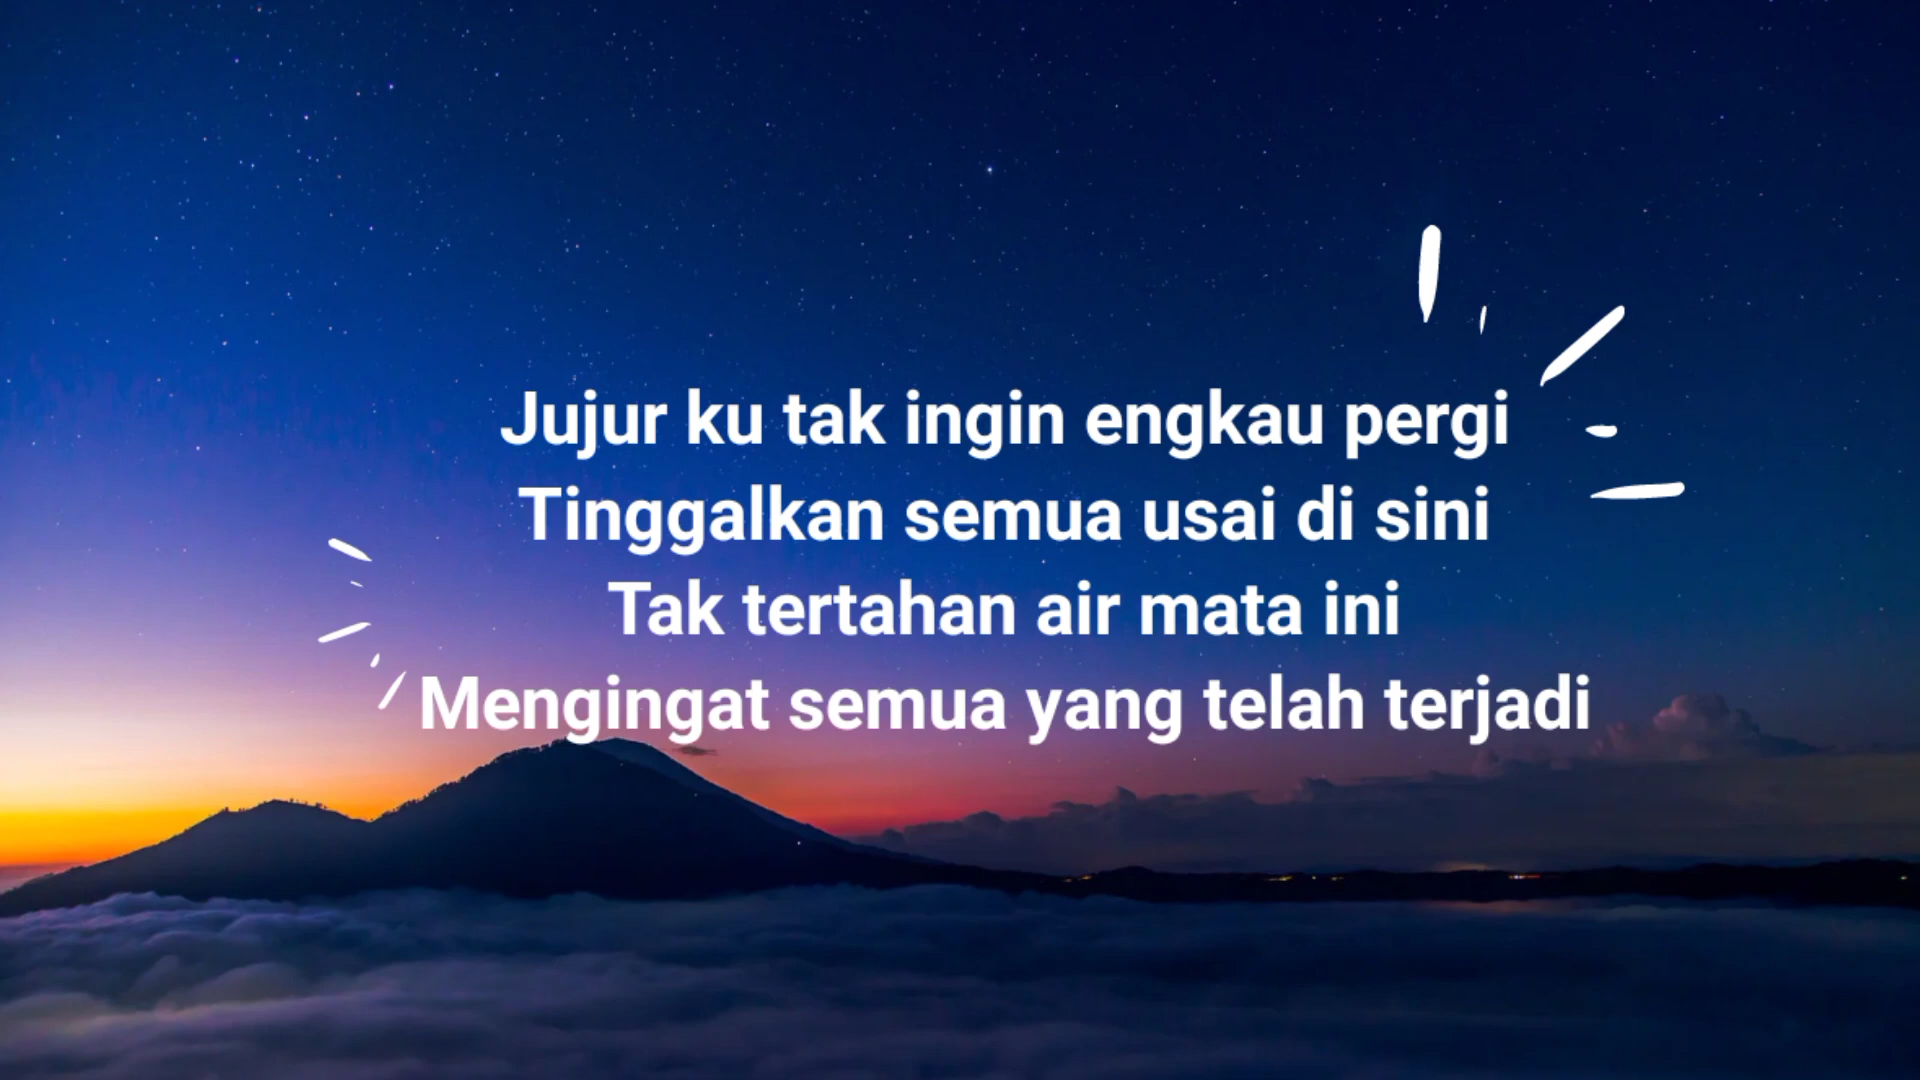 Jujur ku tak ingin engkau pergi
Tinggalkan semua usai di sini
Tak tertahan air mata ini
Mengingat semua yang telah terjadi